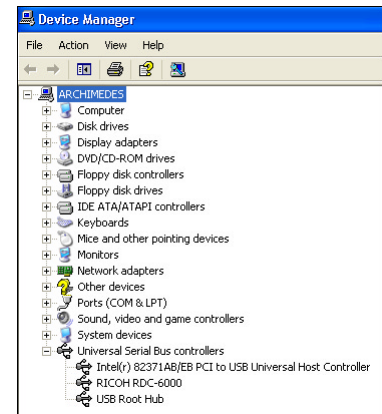 Device Manager
File Action View Help
ARCHIMEDES
Computer
Disk drives
Display adapters
DVD/CD-ROM drives
Floppy disk controllers
Floppy disk drives
IDE ATA/ATAPI controllers
Keyboards
Mice and other pointing devices
Monitors
Network adapters
Other devices
Ports (COM & LPT)
Sound, video and game controllers
System devices
Universal Serial Bus controllers
Intel(r) 82371AB/EB PCI to USB Universal Host Controller
RICOH RDC-6000
USB Root Hub